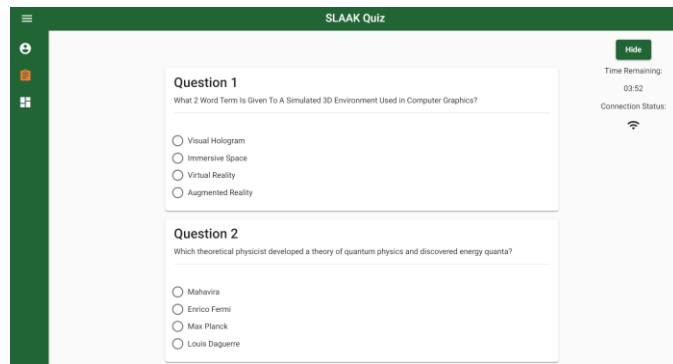 SLAAK Quiz
Hide
Time Remaining:
03:52
Connection Status:
Question 1
What 2 Word Term Is Given To A Simulated 3D Environment Used in Computer Graphics?
Visual Hologram
Immersive Space
Virtual Reality
Augmented Reality
Question 2
Which theoretical physicist developed a theory of quantum physics and discovered energy quanta?
Mahavira
Enrico Fermi
Max Planck
Louis Daguerre